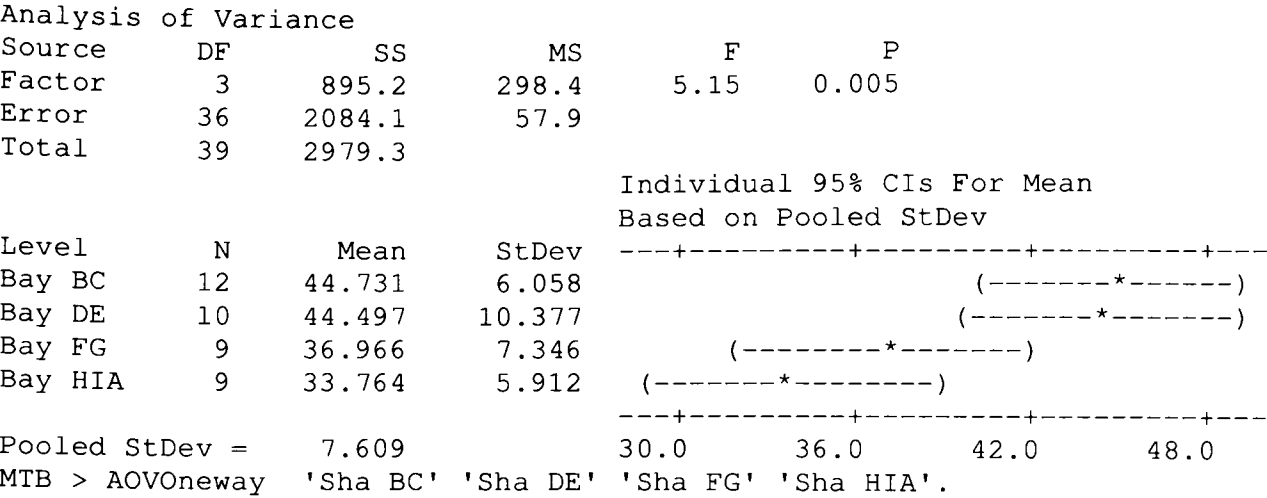 Analysis of Variance
Source DF SS MS F P
Factor 3 895.2 298.4 5.15 0.005
Error 36 2084.1 57.9
Total 39 2979.3
Individual 95% CIs For Mean
Based on Pooled StDev
Level N Mean StDev ---+---------+---------+---------+---
Bay BC 12 44.731 6.058 (-------*------)
Bay DE 10 44.497 10.377 (-------*-------)
Bay FG 9 36.966 7.346 (--------*-------)
Bay HIA 9 33.764 5.912 (-------*--------)
---+---------+---------+---------+---
Pooled StDev = 7.609 30.0 36.0 42.0 48.0
MTB > AOVOneway 'Sha BC' 'Sha DE' 'Sha FG' 'Sha HIA'.